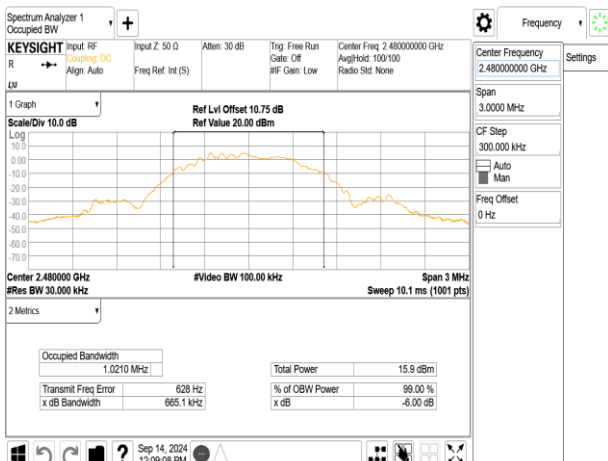 Spectrum Analyzer 1
Occupied BW
Frequency
KEYSIGHT
R
Input: RF
Coupling: DC
Align: Auto
Input Z: 50 Ω
Freq Ref: Int (S)
Atten: 30 dB
Trig: Free Run
Gate: Off
#IF Gain: Low
Center Freq: 2.480000000 GHz
Avg|Hold: 100/100
Radio Std: None
Center Frequency
2.480000000 GHz
Settings
Span
3.0000 MHz
CF Step
300.000 kHz
Auto
Man
Freq Offset
0 Hz
1 Graph
Scale/Div 10.0 dB
Ref Lvl Offset 10.75 dB
Ref Value 20.00 dBm
Log
10.0
0.00
-10.0
-20.0
-30.0
-40.0
-50.0
-60.0
-70.0
Center 2.480000 GHz
#Video BW 100.00 kHz
Span 3 MHz
#Res BW 30.000 kHz
Sweep 10.1 ms (1001 pts)
2 Metrics
Occupied Bandwidth
1.0210 MHz
Total Power 15.9 dBm
Transmit Freq Error 628 Hz
% of OBW Power 99.00 %
x dB Bandwidth 665.1 kHz
x dB -6.00 dB
?
Sep 14, 2024
12:09:08 PM